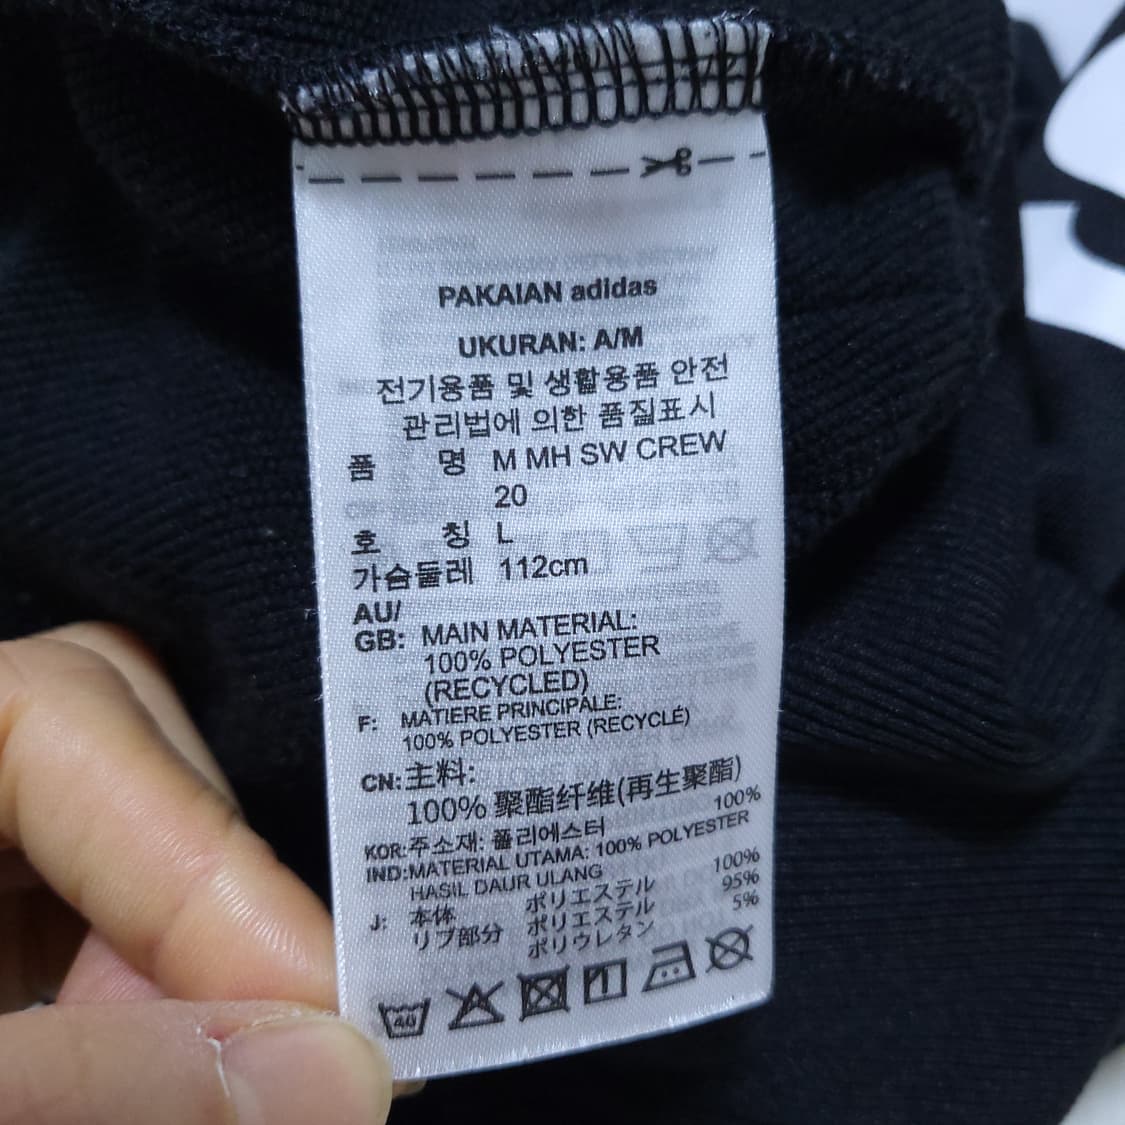 PAKAIAN adidas
UKURAN: A/M
전기용품 및 생활용품 안전
관리법에 의한 품질표시
품 명 M MH SW CREW
20
호 칭 L
가슴둘레 112cm
AU/
GB: MAIN MATERIAL:
100% POLYESTER
(RECYCLED)
F: MATIERE PRINCIPALE:
100% POLYESTER (RECYCLÉ)
CN: 主料:
100% 聚酯纤维(再生聚酯)
KOR: 주소재: 폴리에스터 100%
IND: MATERIAL UTAMA: 100% POLYESTER
HASIL DAUR ULANG
J: 本体 ポリエステル 100%
リブ部分 ポリエステル 95%
ポリウレタン 5%
40